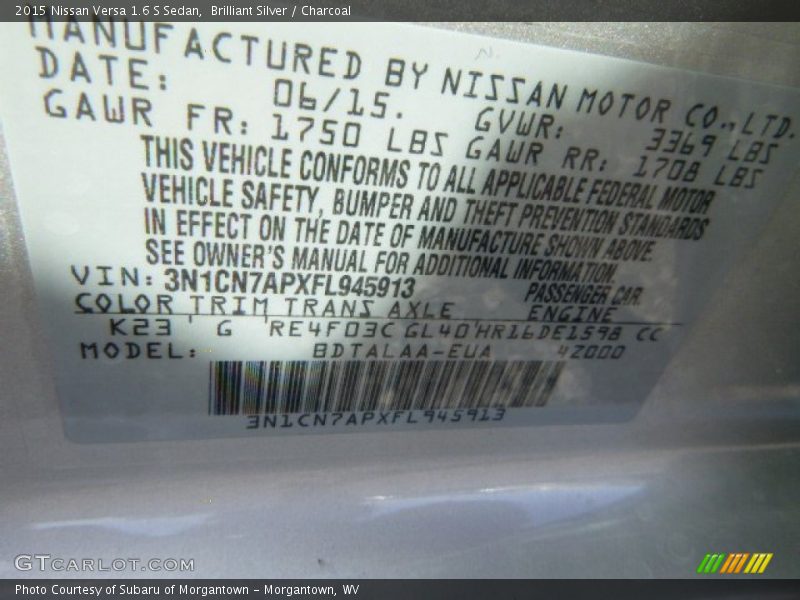 2015 Nissan Versa 1.6 S Sedan,  Brilliant Silver / Charcoal
MANUFACTURED BY NISSAN MOTOR CO., LTD.
DATE: 06/15. GVWR: 3369 LBS
GAWR FR: 1750 LBS GAWR RR: 1708 LBS
THIS VEHICLE CONFORMS TO ALL APPLICABLE FEDERAL MOTOR
VEHICLE SAFETY, BUMPER AND THEFT PREVENTION STANDARDS
IN EFFECT ON THE DATE OF MANUFACTURE SHOWN ABOVE.
SEE OWNER'S MANUAL FOR ADDITIONAL INFORMATION.
VIN: 3N1CN7APXFL945913 PASSENGER CAR
COLOR TRIM TRANS AXLE ENGINE
K23 G RE4F03C GL40 HR16DE1598 CC
MODEL: BDTALAA-EUA 42000
3N1CN7APXFL945913
GTCARLOT.COM
Photo Courtesy of Subaru of Morgantown - Morgantown, WV